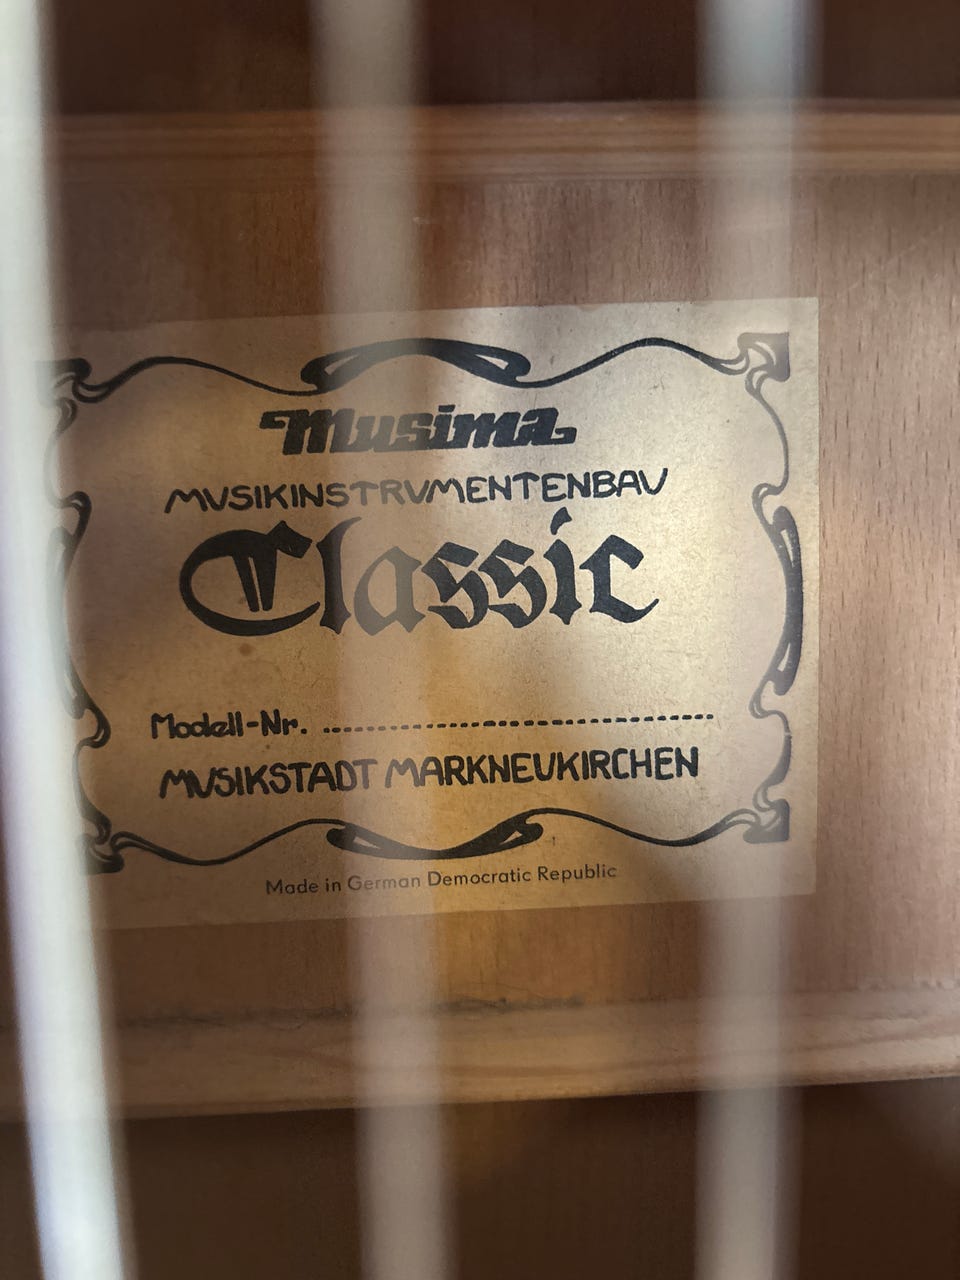 Musima
MUSIKINSTRUMENTENBAU
Classic
Modell-Nr. ........................................
MUSIKSTADT MARKNEUKIRCHEN
Made in German Democratic Republic